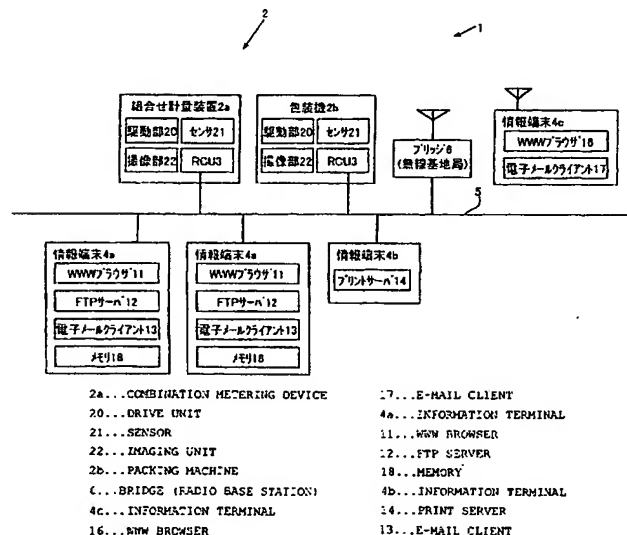 2
1
組合せ計量装置2a
駆動部20 センサ21
撮像部22 RCU3
包装機2b
駆動部20 センサ21
撮像部22 RCU3
ブリッジ6
(無線基地局)
情報端末4c
WWWブラウザ16
電子メールクライアント17
5
情報端末4a
WWWブラウザ11
FTPサーバ12
電子メールクライアント13
メモリ18
情報端末4a
WWWブラウザ11
FTPサーバ12
電子メールクライアント13
メモリ18
情報端末4b
プリントサーバ14
2a...COMBINATION METERING DEVICE
20...DRIVE UNIT
21...SENSOR
22...IMAGING UNIT
2b...PACKING MACHINE
6...BRIDGE (RADIO BASE STATION)
4c...INFORMATION TERMINAL
16...WWW BROWSER
17...E-MAIL CLIENT
4a...INFORMATION TERMINAL
11...WWW BROWSER
12...FTP SERVER
18...MEMORY
4b...INFORMATION TERMINAL
14...PRINT SERVER
13...E-MAIL CLIENT